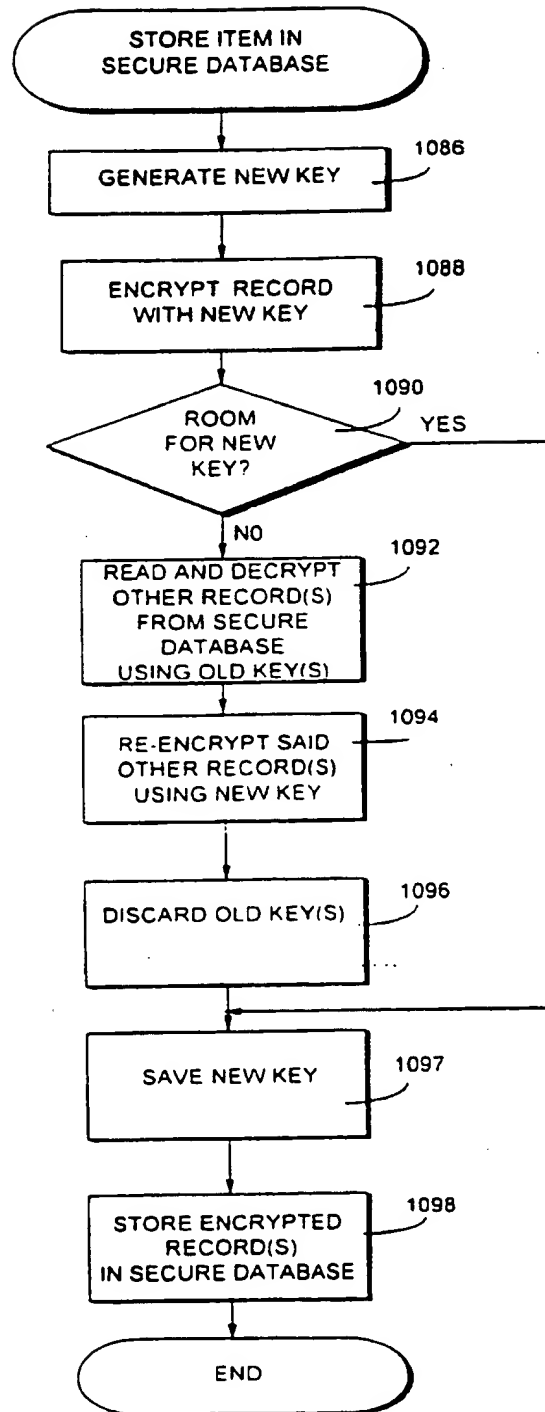 STORE ITEM IN
SECURE DATABASE
1086
GENERATE NEW KEY
1088
ENCRYPT RECORD
WITH NEW KEY
1090
ROOM
FOR NEW
KEY?
YES
NO
1092
READ AND DECRYPT
OTHER RECORD(S)
FROM SECURE
DATABASE
USING OLD KEY(S)
1094
RE-ENCRYPT SAID
OTHER RECORD(S)
USING NEW KEY
1096
DISCARD OLD KEY(S)
SAVE NEW KEY
1097
1098
STORE ENCRYPTED
RECORD(S)
IN SECURE DATABASE
END